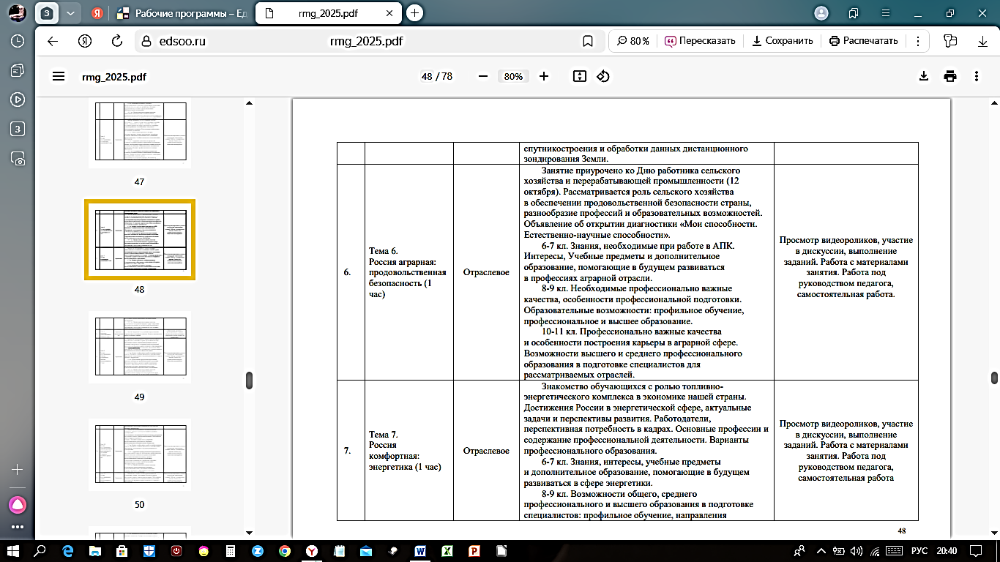 3
Я
Рабочие программы – Ед
rmg_2025.pdf
edsoo.ru
rmg_2025.pdf
80%
Пересказать
Сохранить
Распечатать
rmg_2025.pdf
48 / 78
80%
3
47
48
49
50
спутникостроения и обработки данных дистанционного
зондирования Земли.
6.
Тема 6.
Россия аграрная:
продовольственная
безопасность (1
час)
Отраслевое
Занятие приурочено ко Дню работника сельского
хозяйства и перерабатывающей промышленности (12
октября). Рассматривается роль сельского хозяйства
в обеспечении продовольственной безопасности страны,
разнообразие профессий и образовательных возможностей.
Объявление об открытии диагностики «Мои способности.
Естественно-научные способности».
6-7 кл. Знания, необходимые при работе в АПК.
Интересы, Учебные предметы и дополнительное
образование, помогающие в будущем развиваться
в профессиях аграрной отрасли.
8-9 кл. Необходимые профессионально важные
качества, особенности профессиональной подготовки.
Образовательные возможности: профильное обучение,
профессиональное и высшее образование.
10-11 кл. Профессионально важные качества
и особенности построения карьеры в аграрной сфере.
Возможности высшего и среднего профессионального
образования в подготовке специалистов для
рассматриваемых отраслей.
Просмотр видеороликов, участие
в дискуссии, выполнение
заданий. Работа с материалами
занятия. Работа под
руководством педагога,
самостоятельная работа.
7.
Тема 7.
Россия
комфортная:
энергетика (1 час)
Отраслевое
Знакомство обучающихся с ролью топливно-
энергетического комплекса в экономике нашей страны.
Достижения России в энергетической сфере, актуальные
задачи и перспективы развития. Работодатели,
перспективная потребность в кадрах. Основные профессии и
содержание профессиональной деятельности. Варианты
профессионального образования.
6-7 кл. Знания, интересы, учебные предметы
и дополнительное образование, помогающие в будущем
развиваться в сфере энергетики.
8-9 кл. Возможности общего, среднего
профессионального и высшего образования в подготовке
специалистов: профильное обучение, направления
Просмотр видеороликов, участие
в дискуссии, выполнение
заданий. Работа с материалами
занятия. Работа под
руководством педагога,
самостоятельная работа
48
РУС
20:40